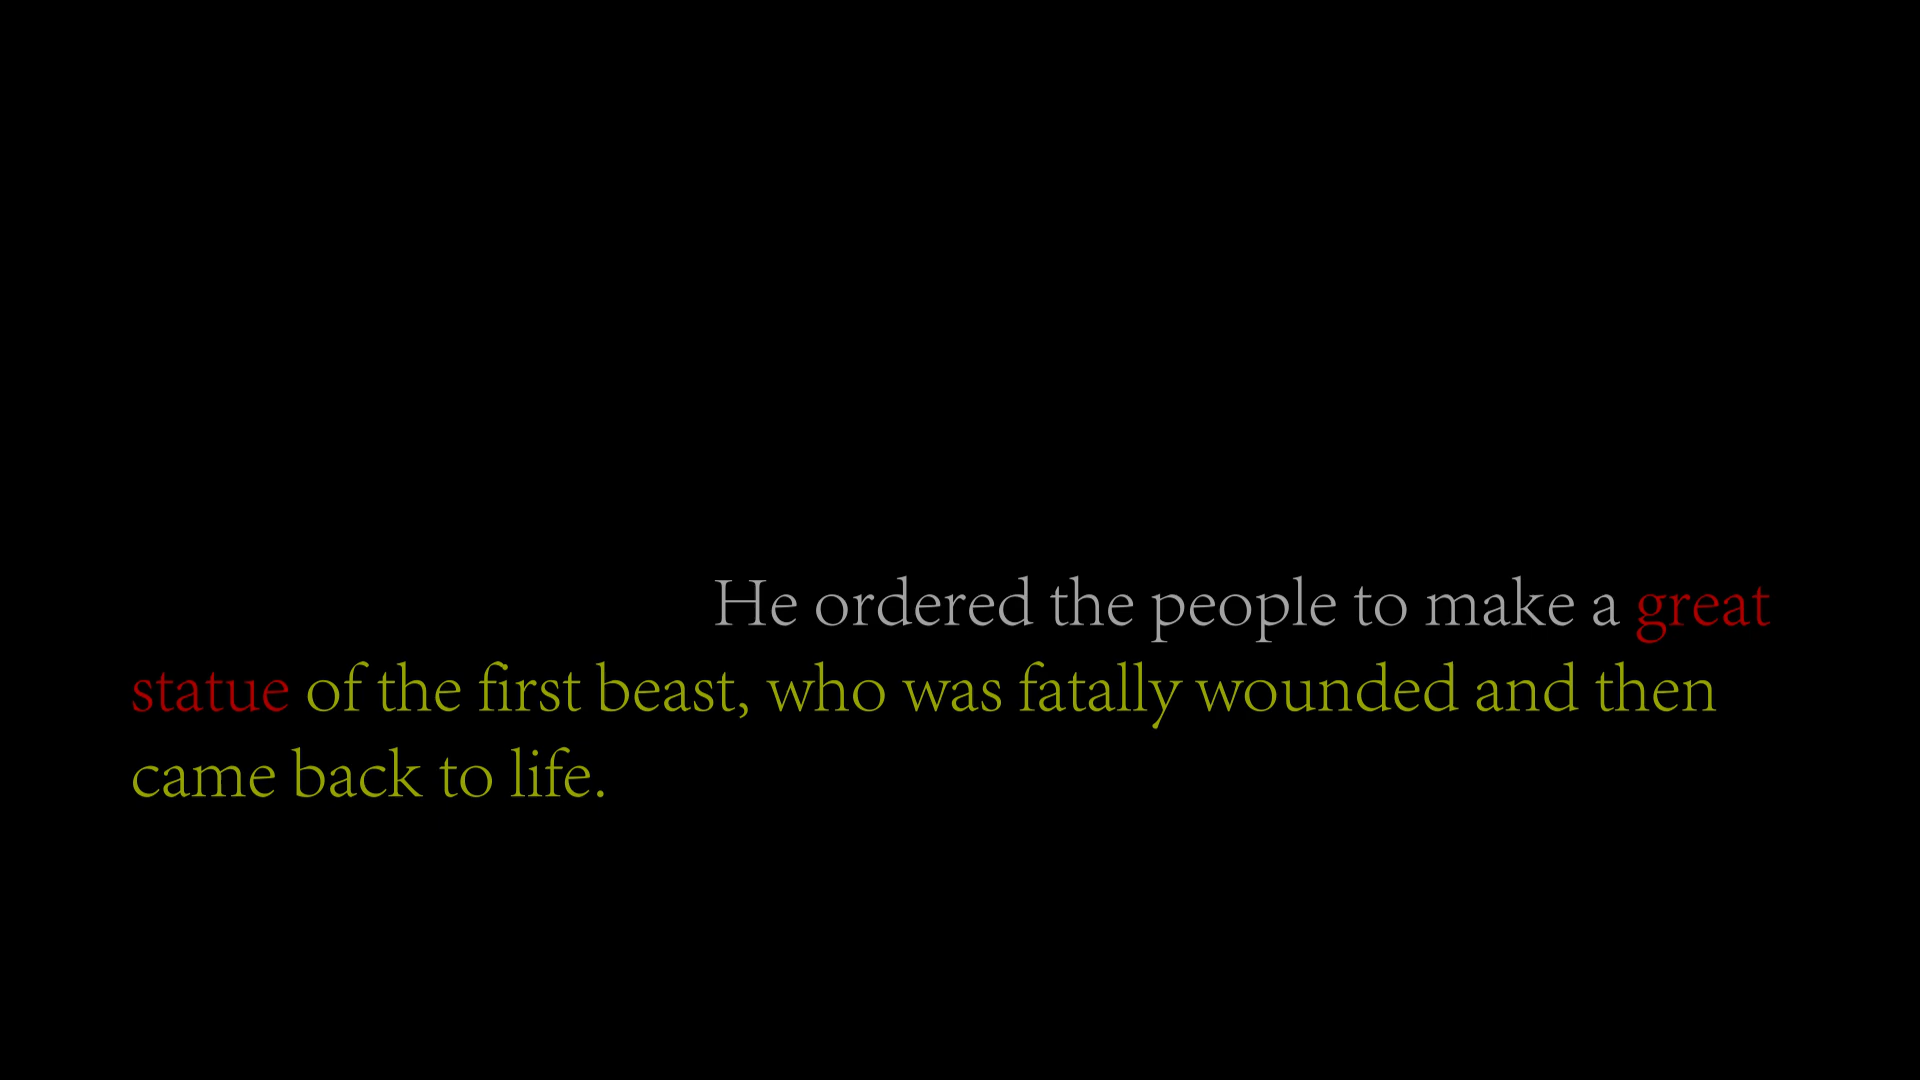 He ordered the people to make a great
statue of the first beast, who was fatally wounded and then
came back to life.